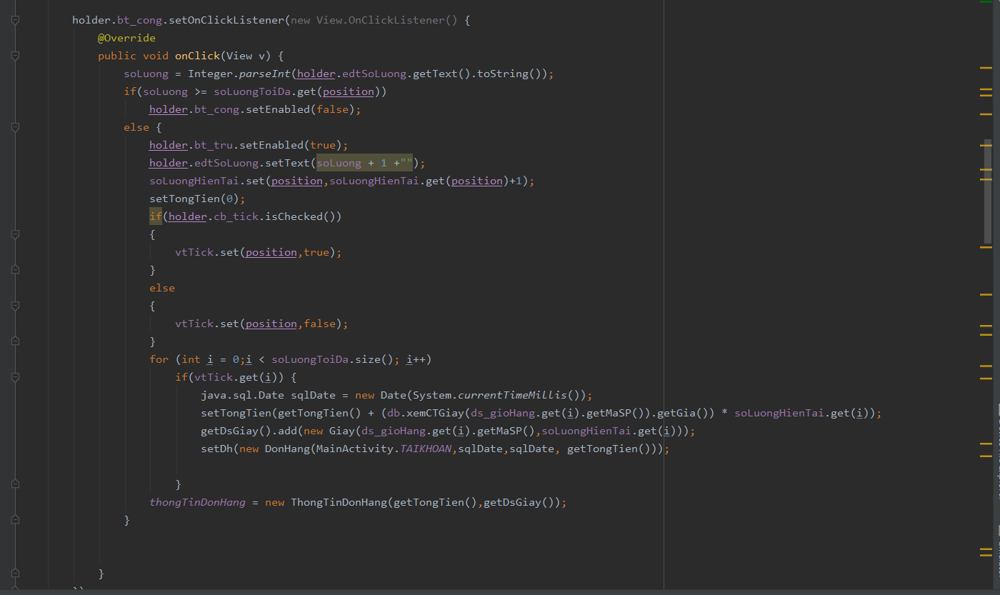 holder.bt_cong.setOnClickListener(new View.OnClickListener() {
    @Override
    public void onClick(View v) {
        soLuong = Integer.parseInt(holder.edtSoLuong.getText().toString());
        if(soLuong >= soLuongToiDa.get(position))
            holder.bt_cong.setEnabled(false);
        else {
            holder.bt_tru.setEnabled(true);
            holder.edtSoLuong.setText(soLuong + 1 +"");
            soLuongHienTai.set(position,soLuongHienTai.get(position)+1);
            setTongTien(0);
            if(holder.cb_tick.isChecked())
            {
                vtTick.set(position,true);
            }
            else
            {
                vtTick.set(position,false);
            }
            for (int i = 0;i < soLuongToiDa.size(); i++)
                if(vtTick.get(i)) {
                    java.sql.Date sqlDate = new Date(System.currentTimeMillis());
                    setTongTien(getTongTien() + (db.xemCTGiay(ds_gioHang.get(i).getMaSP()).getGia()) * soLuongHienTai.get(i));
                    getDsGiay().add(new Giay(ds_gioHang.get(i).getMaSP(),soLuongHienTai.get(i)));
                    setDh(new DonHang(MainActivity.TAIKHOAN,sqlDate,sqlDate, getTongTien()));
                }
            thongTinDonHang = new ThongTinDonHang(getTongTien(),getDsGiay());
        }
    }